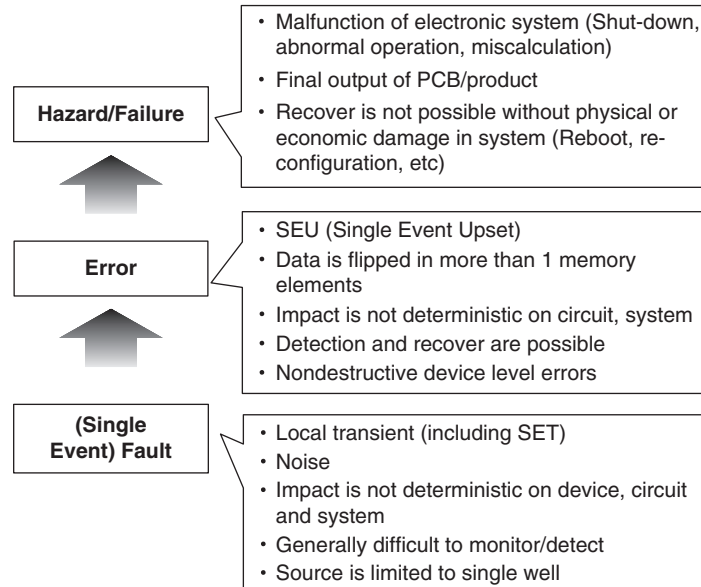 • Malfunction of electronic system (Shut-down,
abnormal operation, miscalculation)
• Final output of PCB/product
• Recover is not possible without physical or
economic damage in system (Reboot, re-
configuration, etc)
Hazard/Failure
• SEU (Single Event Upset)
• Data is flipped in more than 1 memory
elements
• Impact is not deterministic on circuit, system
• Detection and recover are possible
• Nondestructive device level errors
Error
(Single
Event) Fault
• Local transient (including SET)
• Noise
• Impact is not deterministic on device, circuit
and system
• Generally difficult to monitor/detect
• Source is limited to single well